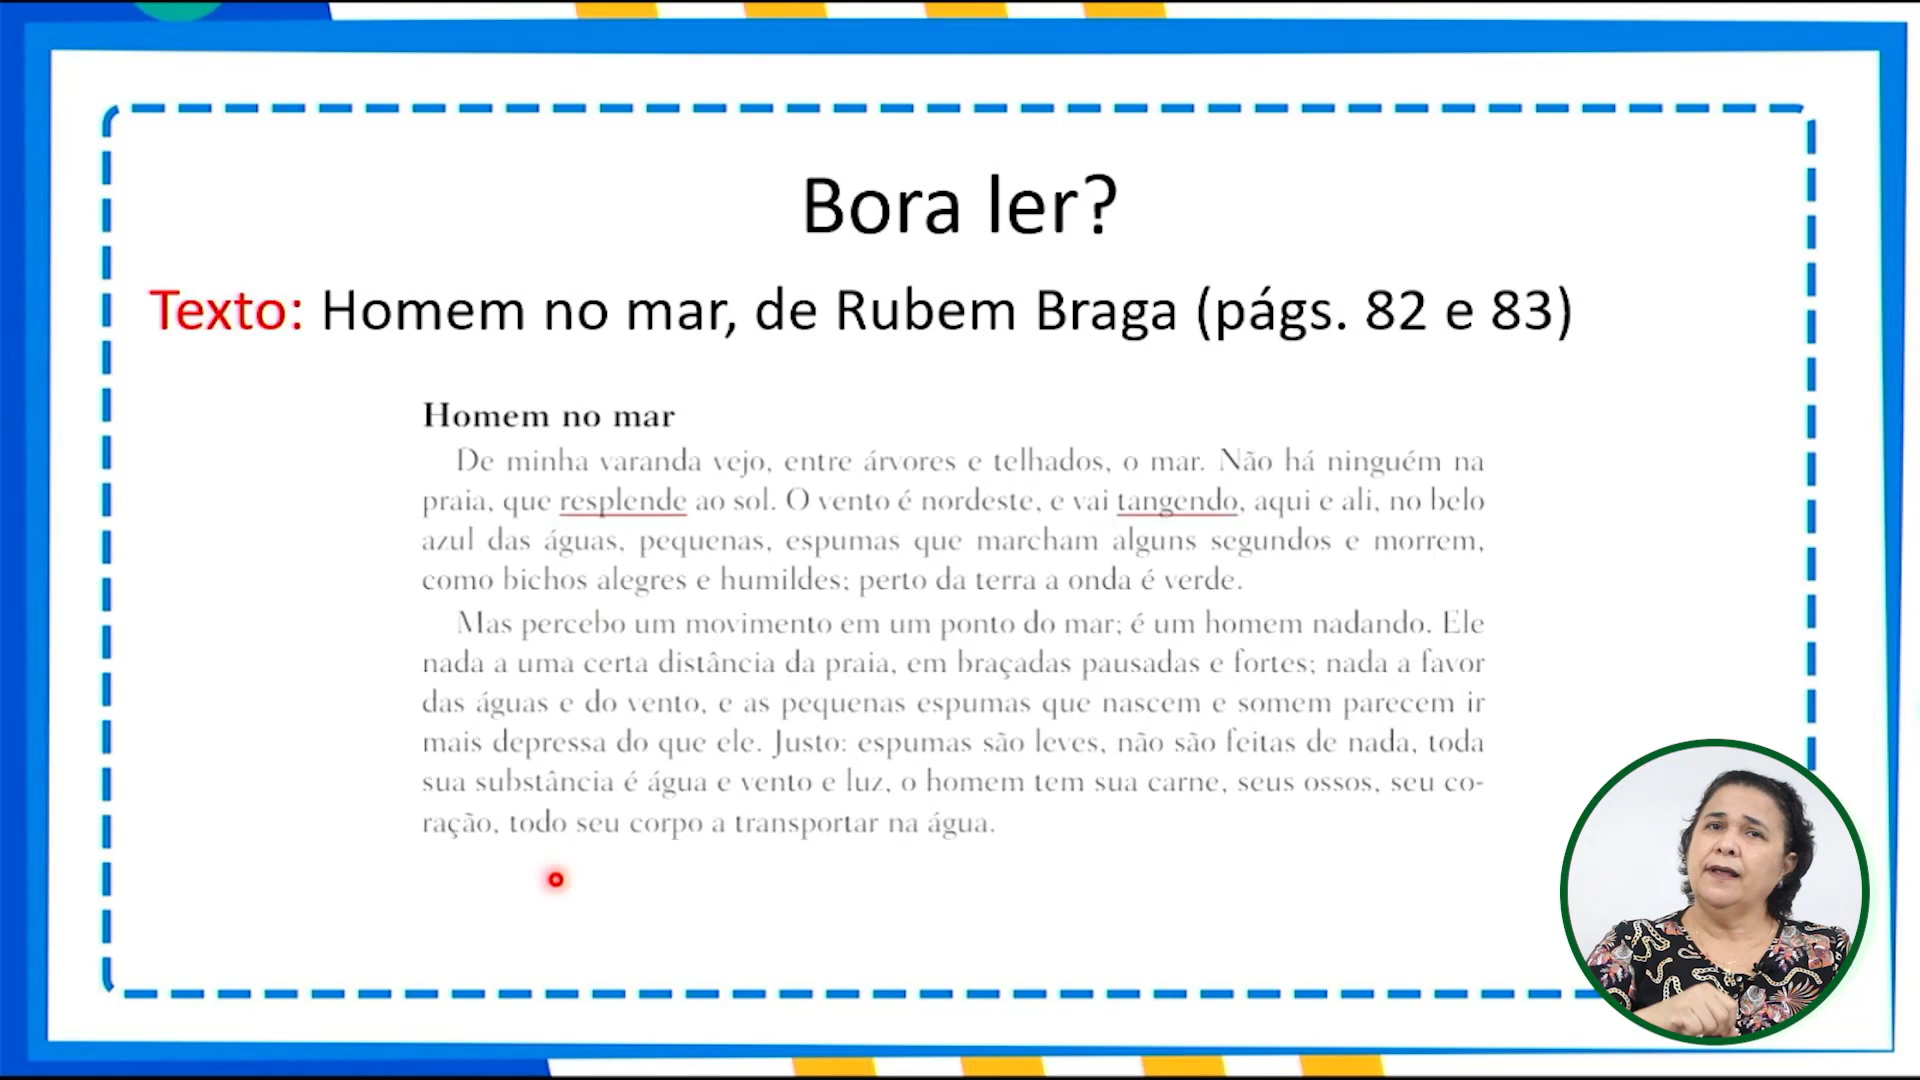 Bora ler?
Texto: Homem no mar, de Rubem Braga (págs. 82 e 83)
Homem no mar
De minha varanda vejo, entre árvores e telhados, o mar. Não há ninguém na
praia, que resplende ao sol. O vento é nordeste, e vai tangendo, aqui e ali, no belo
azul das águas, pequenas, espumas que marcham alguns segundos e morrem,
como bichos alegres e humildes; perto da terra a onda é verde.
Mas percebo um movimento em um ponto do mar; é um homem nadando. Ele
nada a uma certa distância da praia, em braçadas pausadas e fortes; nada a favor
das águas e do vento, e as pequenas espumas que nascem e somem parecem ir
mais depressa do que ele. Justo: espumas são leves, não são feitas de nada, toda
sua substância é água e vento e luz, o homem tem sua carne, seus ossos, seu co-
ração, todo seu corpo a transportar na água.